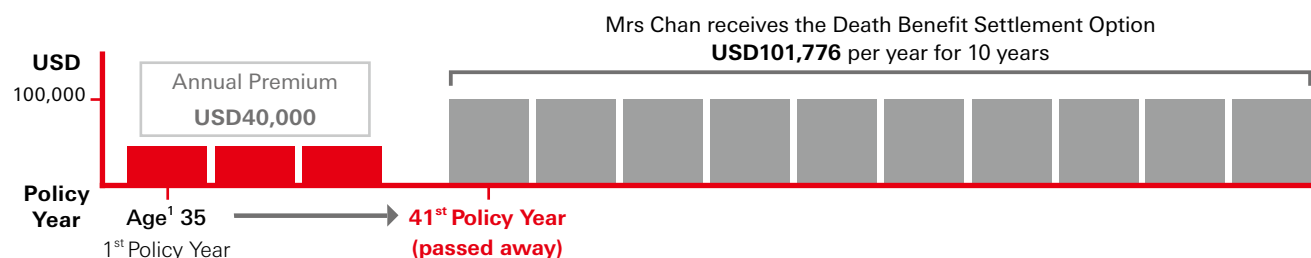 Mrs Chan receives the Death Benefit Settlement Option
USD101,776 per year for 10 years
USD
100,000
Annual Premium
USD40,000
Policy
Year
Age¹ 35
1st Policy Year
41st Policy Year
(passed away)